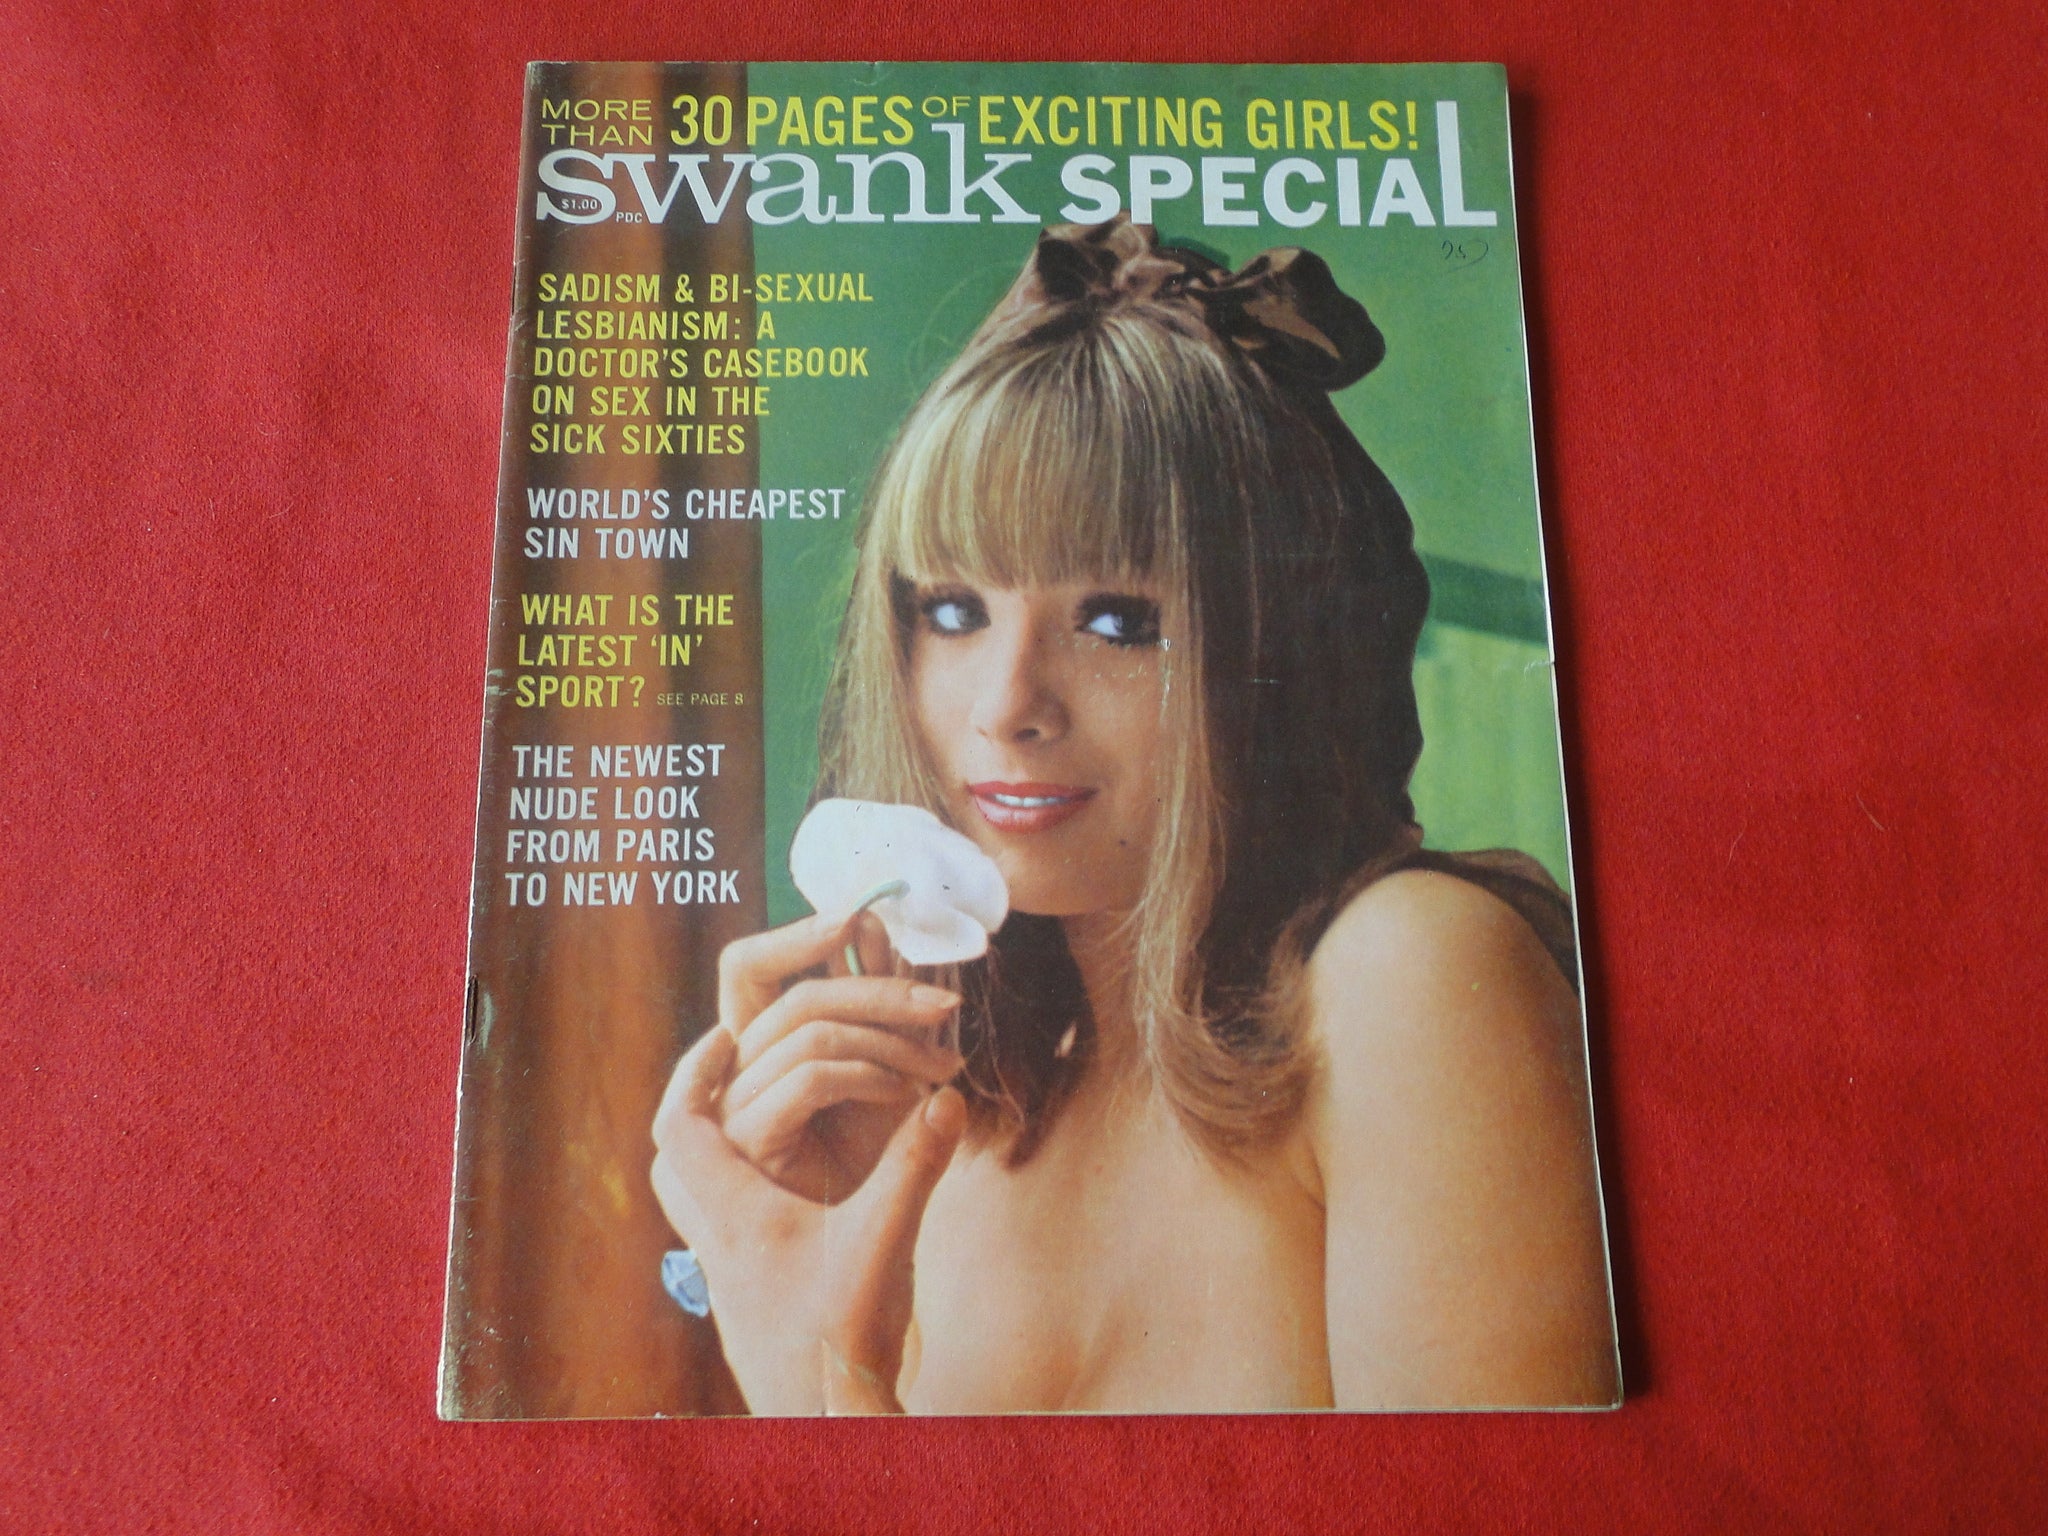 MORE THAN 30 PAGES OF EXCITING GIRLS!
swank SPECIAL
$1.00 PDC
SADISM & BI-SEXUAL
LESBIANISM: A
DOCTOR'S CASEBOOK
ON SEX IN THE
SICK SIXTIES
WORLD'S CHEAPEST
SIN TOWN
WHAT IS THE
LATEST 'IN'
SPORT? SEE PAGE 8
THE NEWEST
NUDE LOOK
FROM PARIS
TO NEW YORK